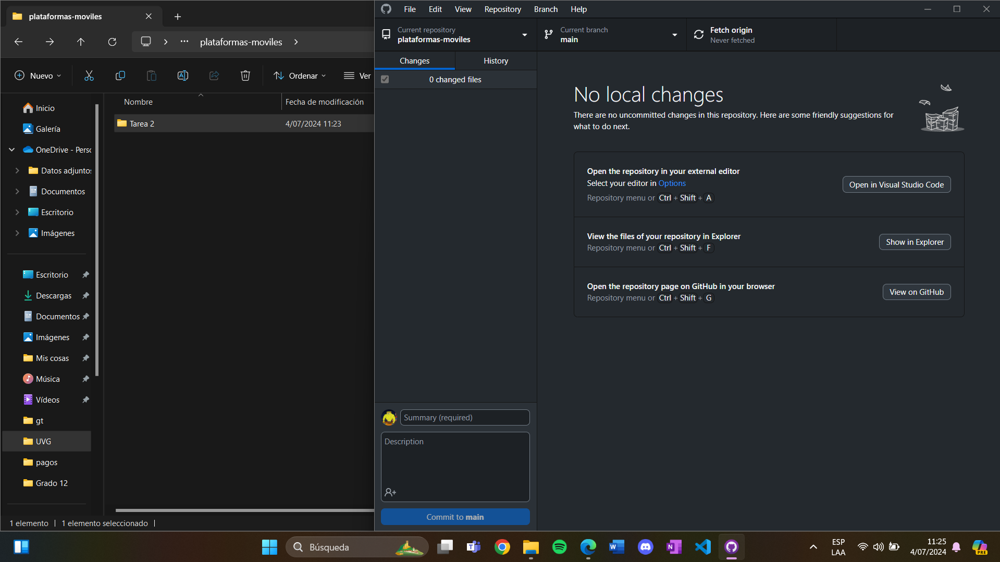 plataformas-moviles
plataformas-moviles
Nuevo
Ordenar
Ver
Nombre
Fecha de modificación
Tarea 2
4/07/2024 11:23
Inicio
Galería
OneDrive - Perso
Datos adjuntos
Documentos
Escritorio
Imágenes
Escritorio
Descargas
Documentos
Imágenes
Mis cosas
Música
Vídeos
gt
UVG
pagos
Grado 12
1 elemento
1 elemento seleccionado
File Edit View Repository Branch Help
Current repository
plataformas-moviles
Current branch
main
Fetch origin
Never fetched
Changes
History
0 changed files
No local changes
There are no uncommitted changes in this repository. Here are some friendly suggestions for
what to do next.
Open the repository in your external editor
Select your editor in Options
Repository menu or Ctrl + Shift + A
Open in Visual Studio Code
View the files of your repository in Explorer
Repository menu or Ctrl + Shift + F
Show in Explorer
Open the repository page on GitHub in your browser
Repository menu or Ctrl + Shift + G
View on GitHub
Summary (required)
Description
Commit to main
Búsqueda
ESP
LAA
11:25
4/07/2024
PRE